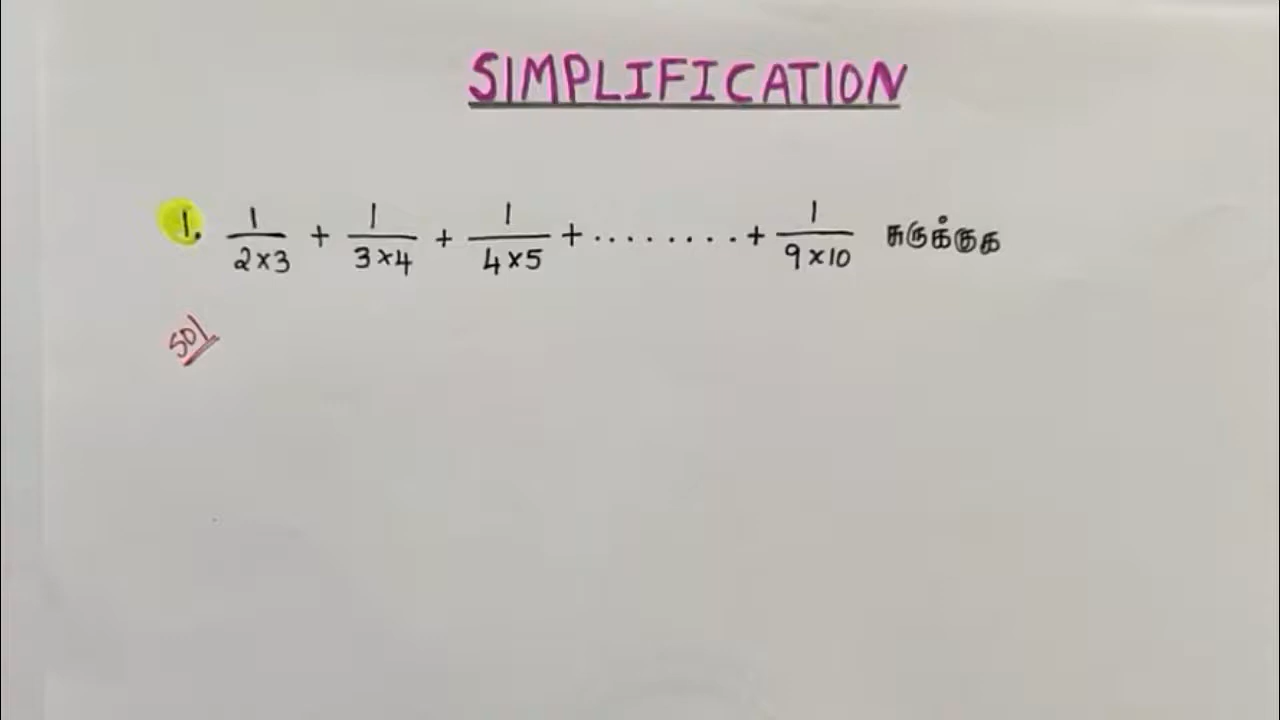 SIMPLIFICATION
1. 1/2×3 + 1/3×4 + 1/4×5 + ........ + 1/9×10 சுருக்குக
Sol